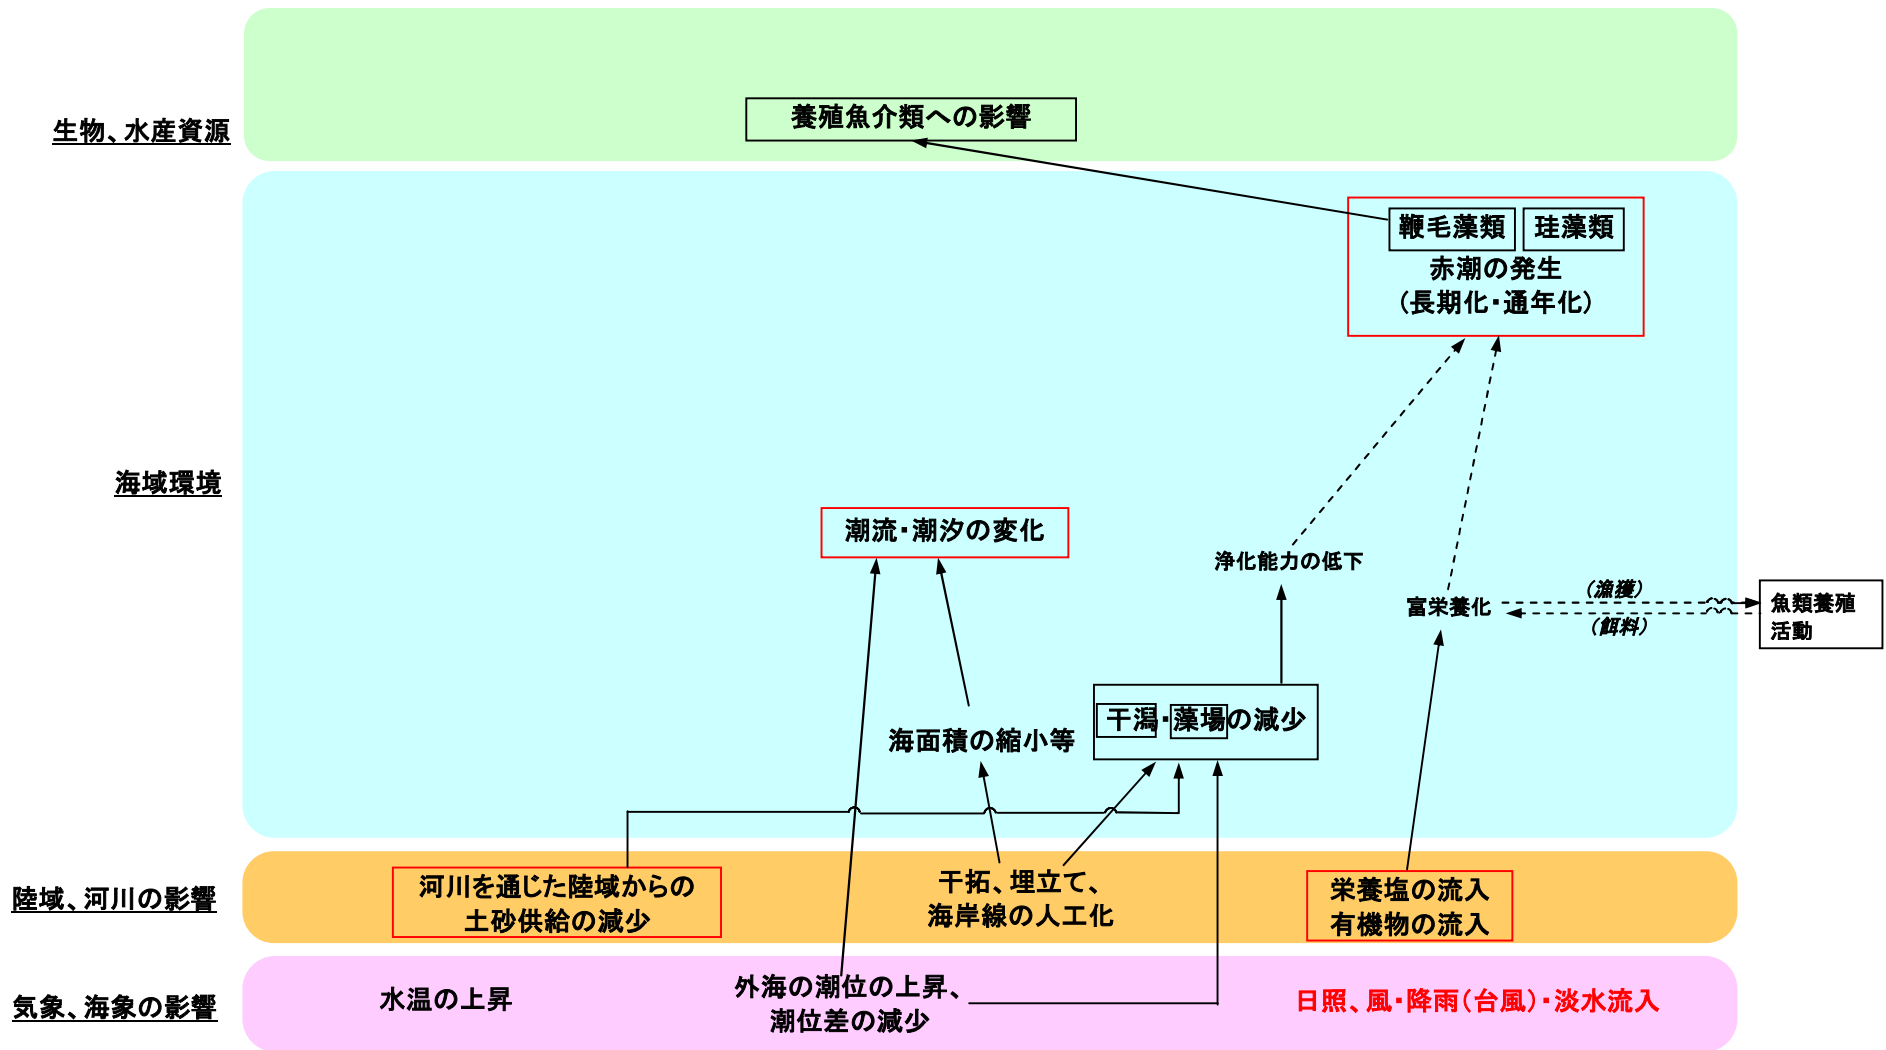 養殖魚介類への影響
生物、水産資源
鞭毛藻類
珪藻類
赤潮の発生
(長期化・通年化)
海域環境
潮流・潮汐の変化
浄化能力の低下
(漁獲)
富栄養化
(餌料)
魚類養殖
活動
干潟・藻場の減少
海面積の縮小等
陸域、河川の影響
河川を通じた陸域からの
土砂供給の減少
干拓、埋立て、
海岸線の人工化
栄養塩の流入
有機物の流入
気象、海象の影響
水温の上昇
外海の潮位の上昇、
潮位差の減少
日照、風・降雨(台風)・淡水流入